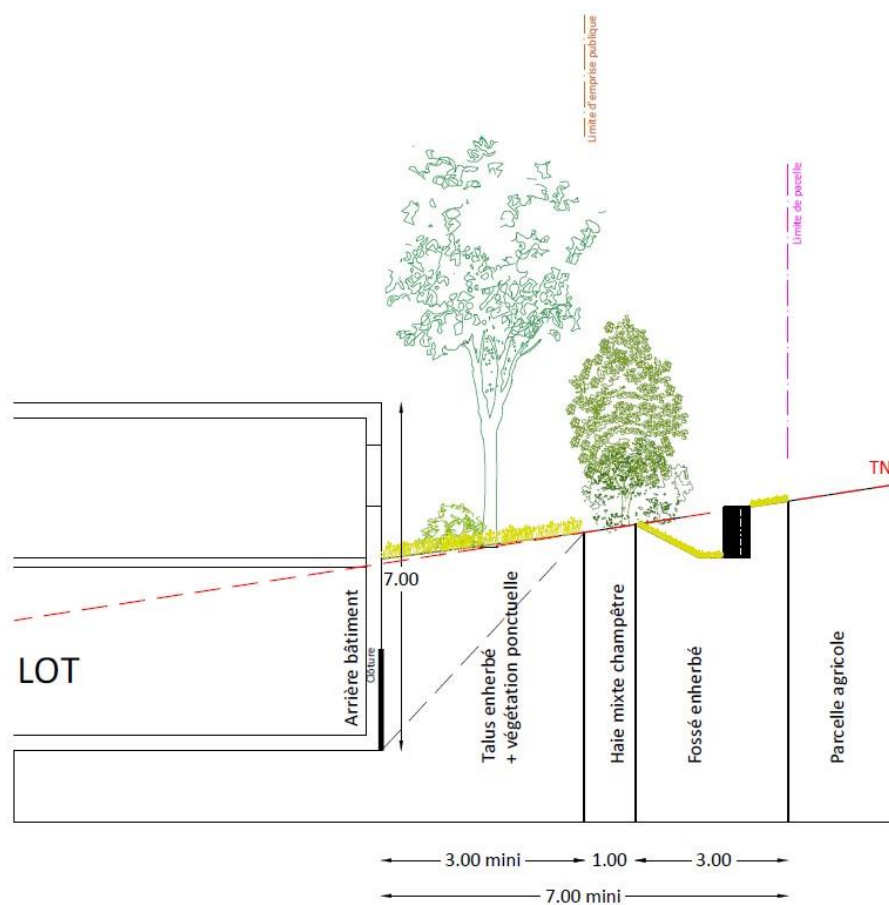 Limite d'emprise publique
Limite de pacelle
TN
7.00
LOT
Arrière bâtiment
Clôture
Talus enherbé
+ végétation ponctuelle
Haie mixte champêtre
Fossé enherbé
Parcelle agricole
3.00 mini
1.00
3.00
7.00 mini